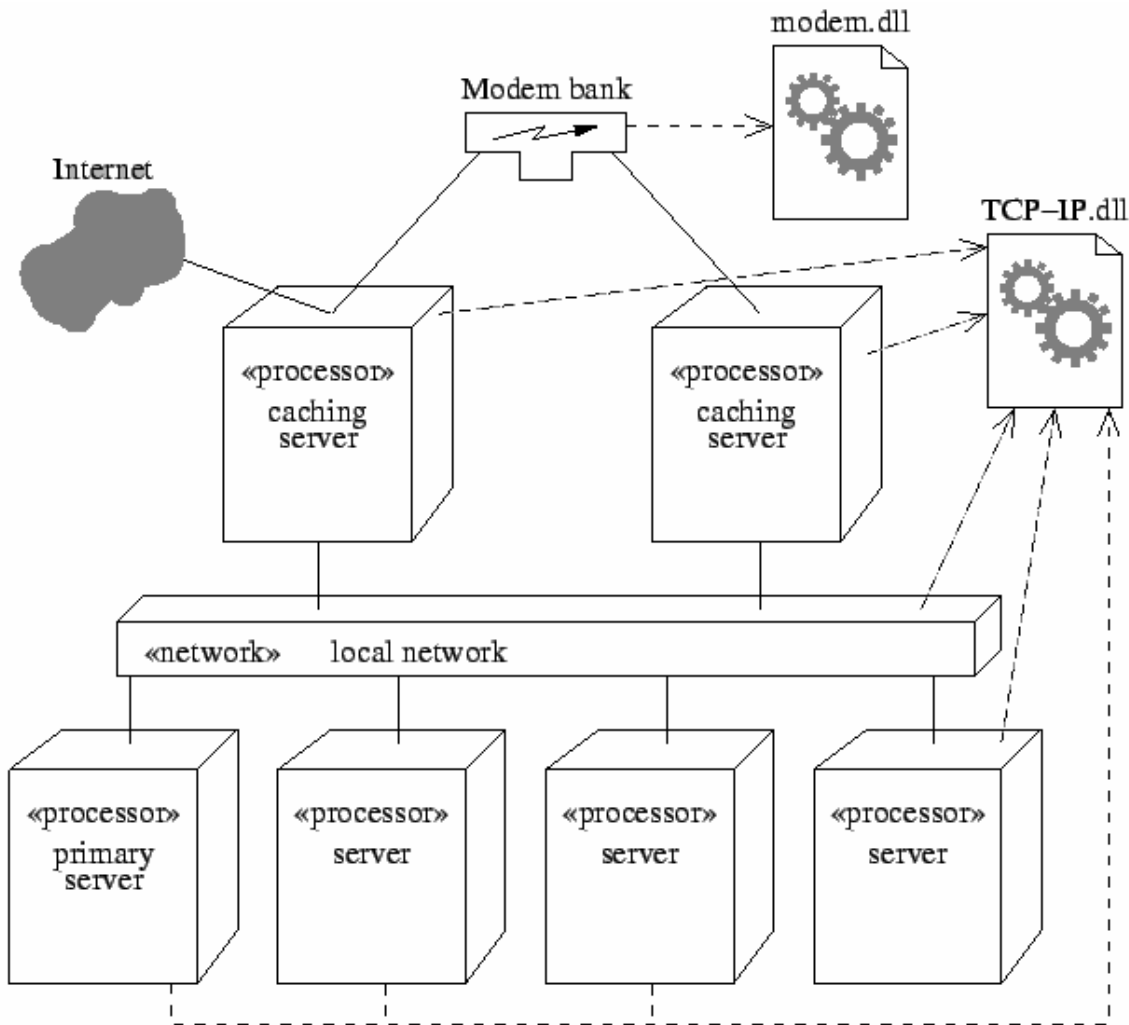 modem.dll
Modem bank
Internet
TCP–IP.dll
«processor»
caching
server
«processor»
caching
server
«network» local network
«processor»
primary
server
«processor»
server
«processor»
server
«processor»
server